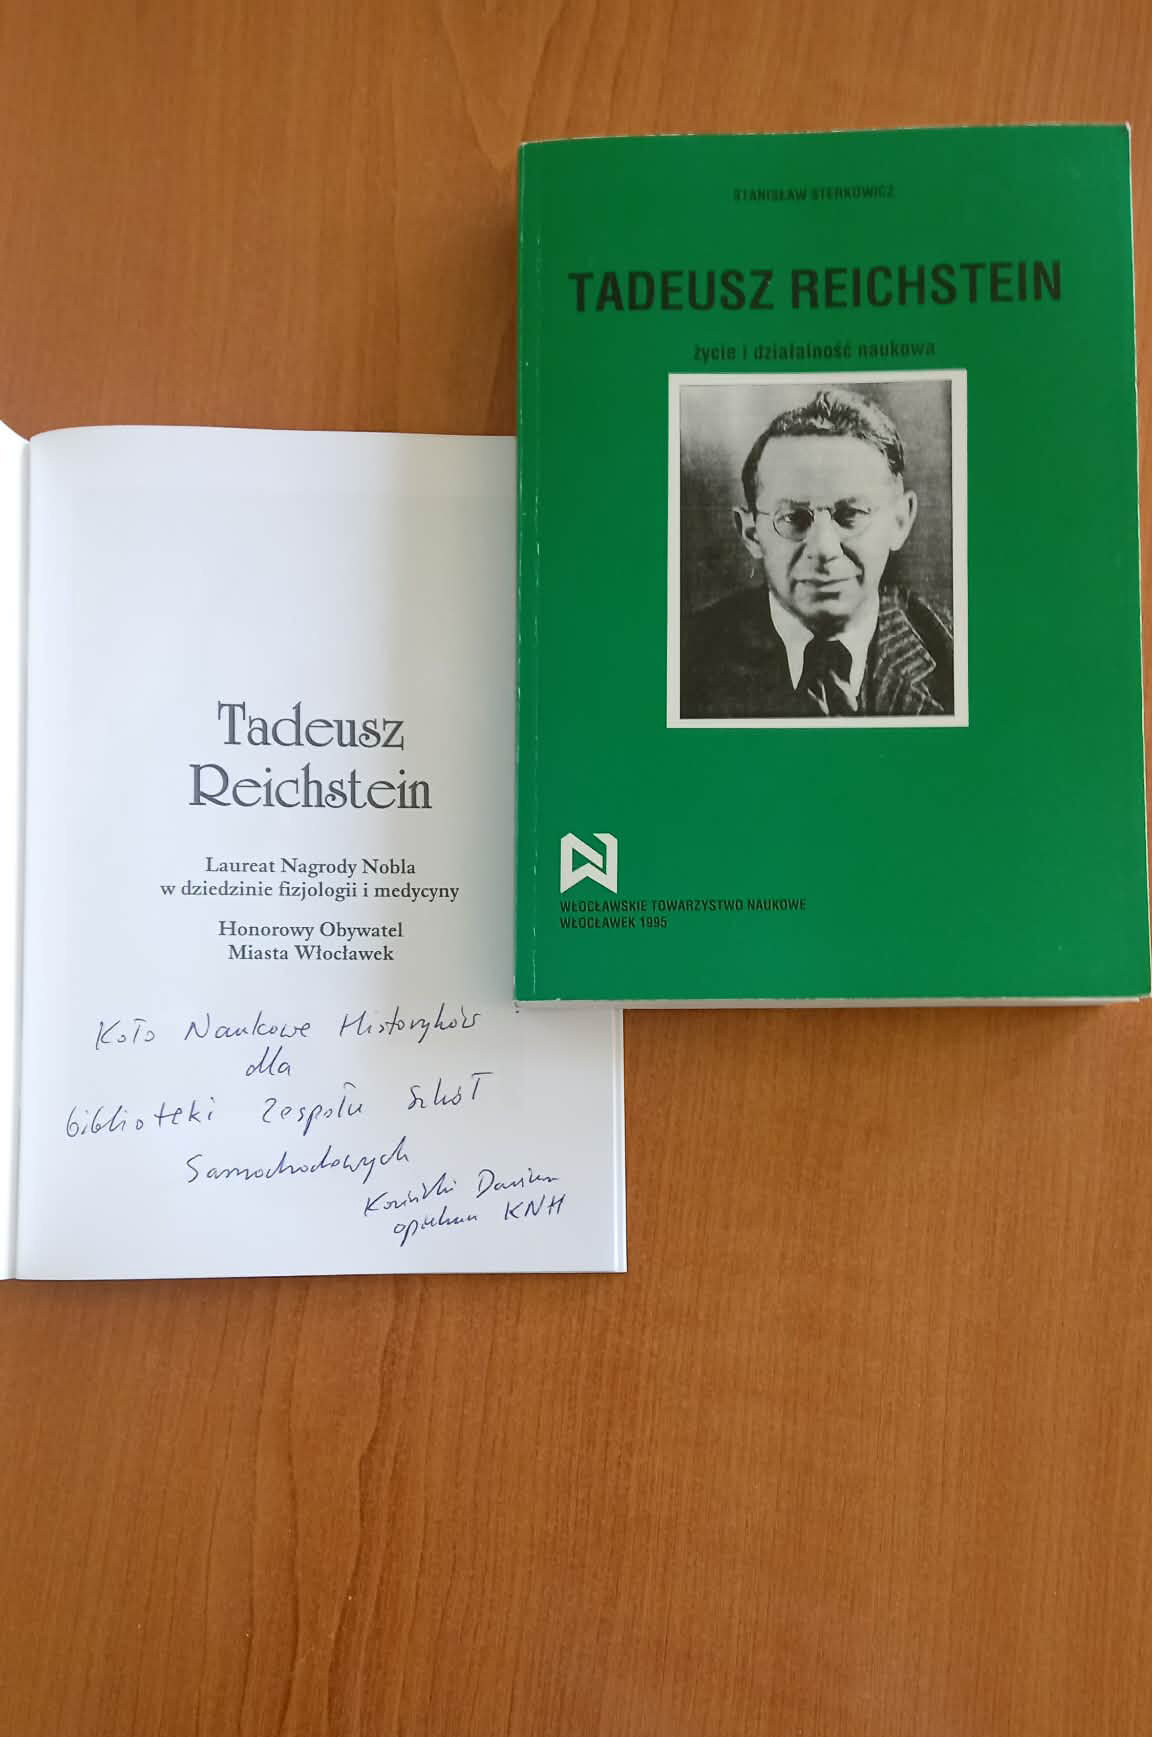 STANISŁAW STERKOWICZ
TADEUSZ REICHSTEIN
życie i działalność naukowa
WŁOCŁAWSKIE TOWARZYSTWO NAUKOWE
WŁOCŁAWEK 1995
Tadeusz
Reichstein
Laureat Nagrody Nobla
w dziedzinie fizjologii i medycyny
Honorowy Obywatel
Miasta Włocławek
Koło Naukowe Historyków
dla
biblioteki Zespołu Szkół
Samochodowych
Dariusz
opiekun KNH